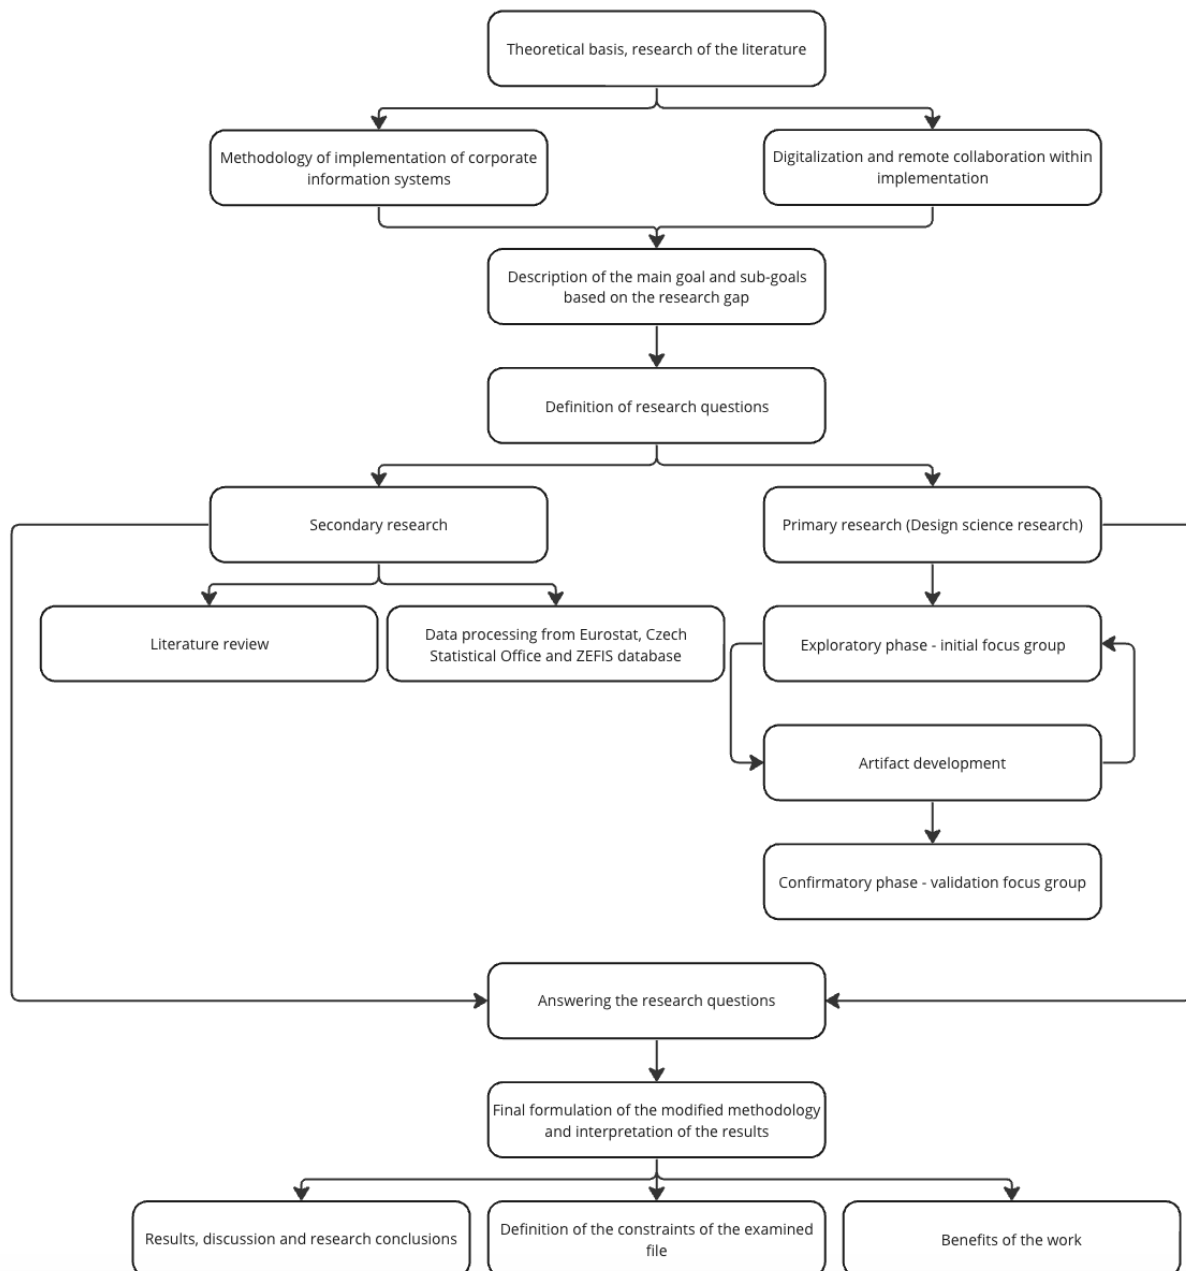 Theoretical basis, research of the literature
Methodology of implementation of corporate
information systems
Digitalization and remote collaboration within
implementation
Description of the main goal and sub-goals
based on the research gap
Definition of research questions
Secondary research
Primary research (Design science research)
Literature review
Data processing from Eurostat, Czech
Statistical Office and ZEFIS database
Exploratory phase - initial focus group
Artifact development
Confirmatory phase - validation focus group
Answering the research questions
Final formulation of the modified methodology
and interpretation of the results
Results, discussion and research conclusions
Definition of the constraints of the examined
file
Benefits of the work